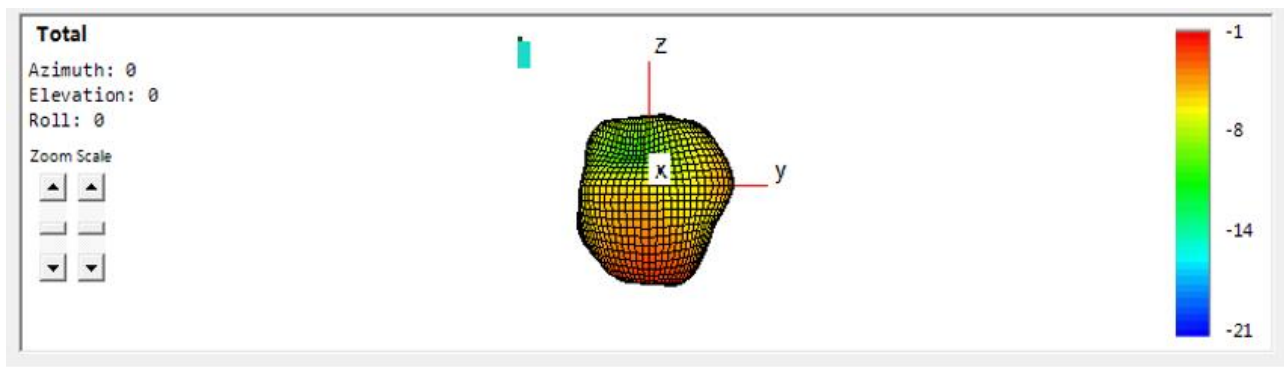 Total
Azimuth: 0
Elevation: 0
Roll: 0
Zoom Scale
z
x
y
-1
-8
-14
-21